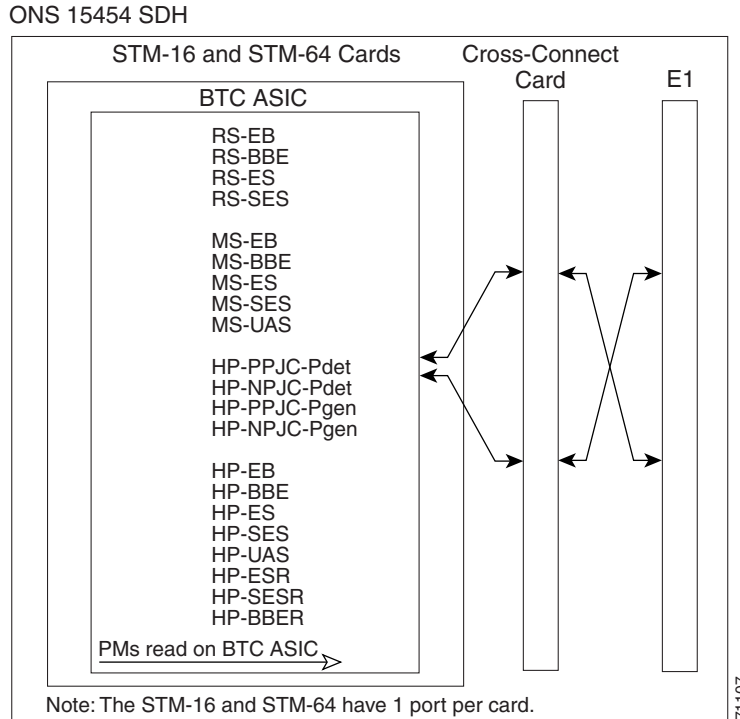 ONS 15454 SDH
STM-16 and STM-64 Cards
Cross-Connect
Card
E1
BTC ASIC
RS-EB
RS-BBE
RS-ES
RS-SES
MS-EB
MS-BBE
MS-ES
MS-SES
MS-UAS
HP-PPJC-Pdet
HP-NPJC-Pdet
HP-PPJC-Pgen
HP-NPJC-Pgen
HP-EB
HP-BBE
HP-ES
HP-SES
HP-UAS
HP-ESR
HP-SESR
HP-BBER
PMs read on BTC ASIC
Note: The STM-16 and STM-64 have 1 port per card.